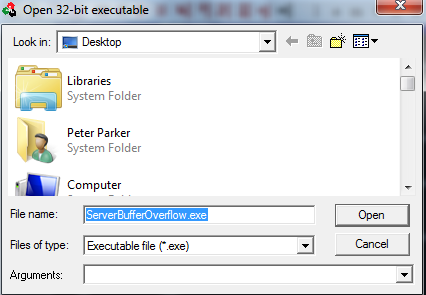 Open 32-bit executable
Look in: Desktop
Libraries
System Folder
Peter Parker
System Folder
Computer
File name: ServerBufferOverflow.exe Open
Files of type: Executable file (*.exe) Cancel
Arguments: